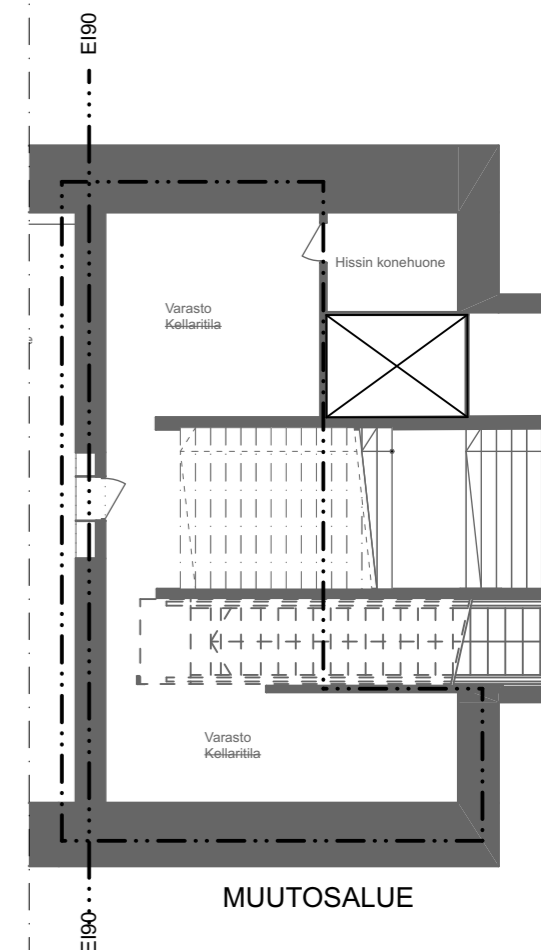 EI90
Hissin konehuone
Varasto
Kellaritila
Varasto
Kellaritila
MUUTOSALUE
EI90